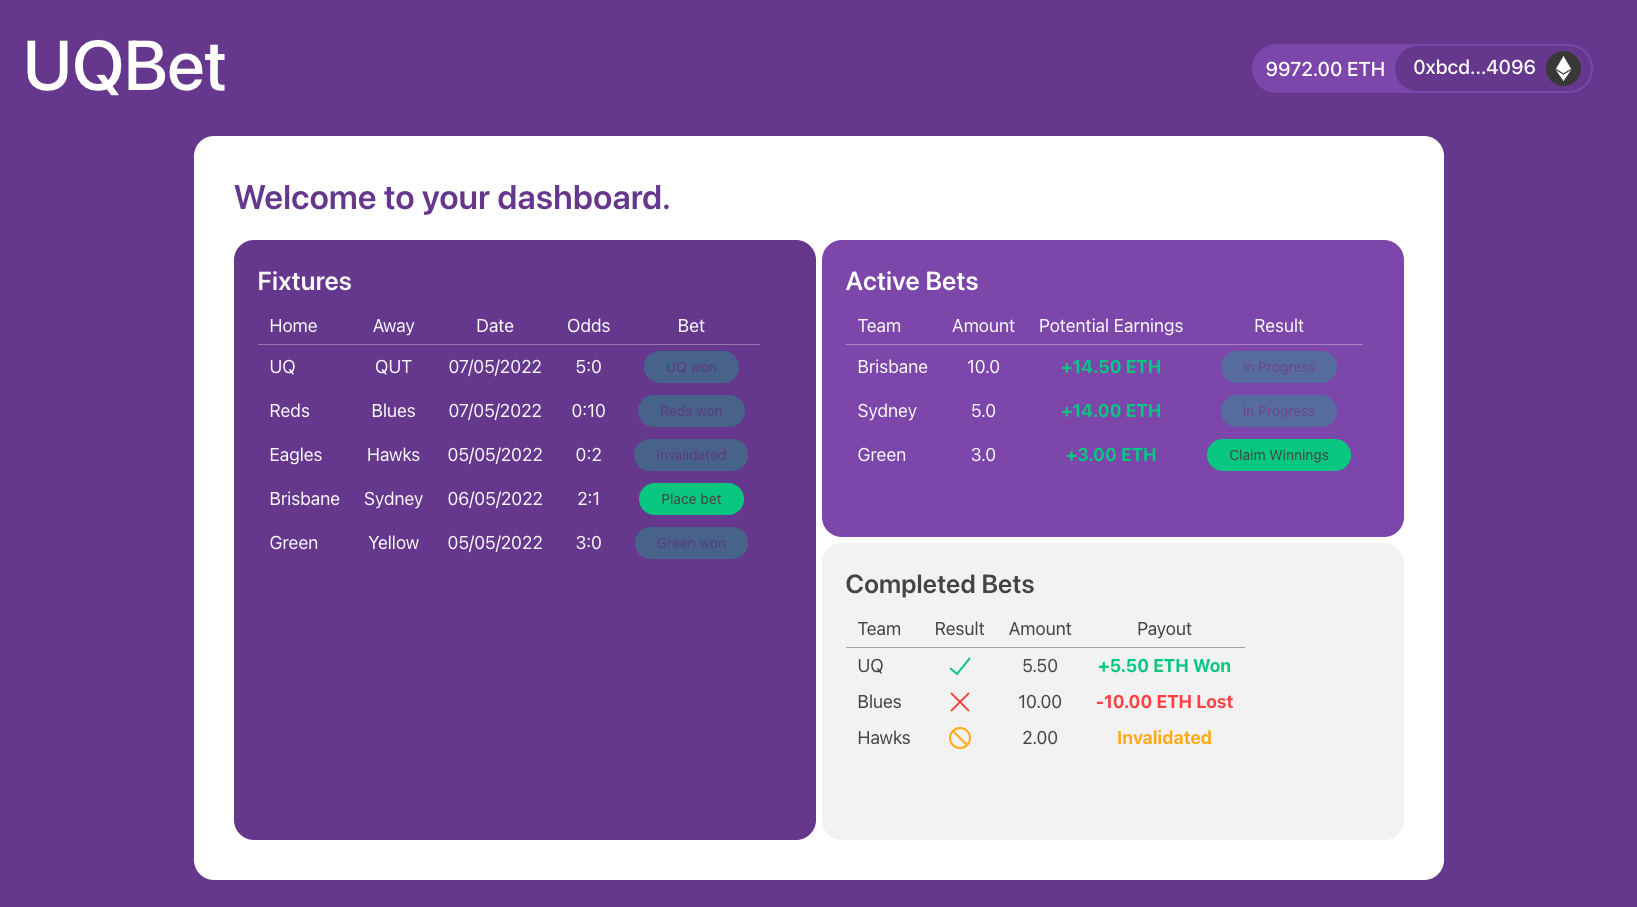 UQBet
9972.00 ETH 0xbcd...4096
Welcome to your dashboard.
Fixtures
Home Away Date Odds Bet
UQ QUT 07/05/2022 5:0 UQ won
Reds Blues 07/05/2022 0:10 Reds won
Eagles Hawks 05/05/2022 0:2 Invalidated
Brisbane Sydney 06/05/2022 2:1 Place bet
Green Yellow 05/05/2022 3:0 Green won
Active Bets
Team Amount Potential Earnings Result
Brisbane 10.0 +14.50 ETH In Progress
Sydney 5.0 +14.00 ETH In Progress
Green 3.0 +3.00 ETH Claim Winnings
Completed Bets
Team Result Amount Payout
UQ 5.50 +5.50 ETH Won
Blues 10.00 -10.00 ETH Lost
Hawks 2.00 Invalidated